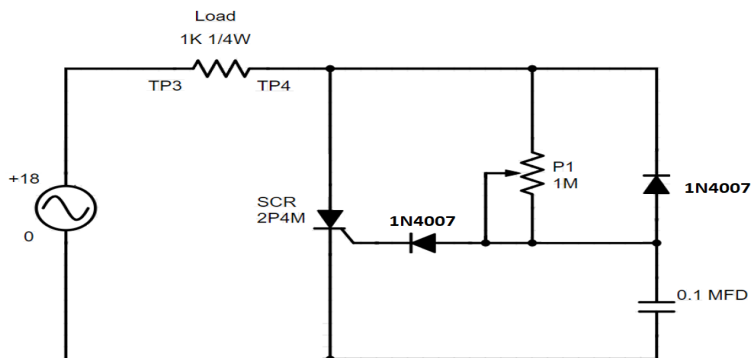 Load
1K 1/4W
TP3
TP4
+18
0
SCR
2P4M
1N4007
P1
1M
1N4007
0.1 MFD